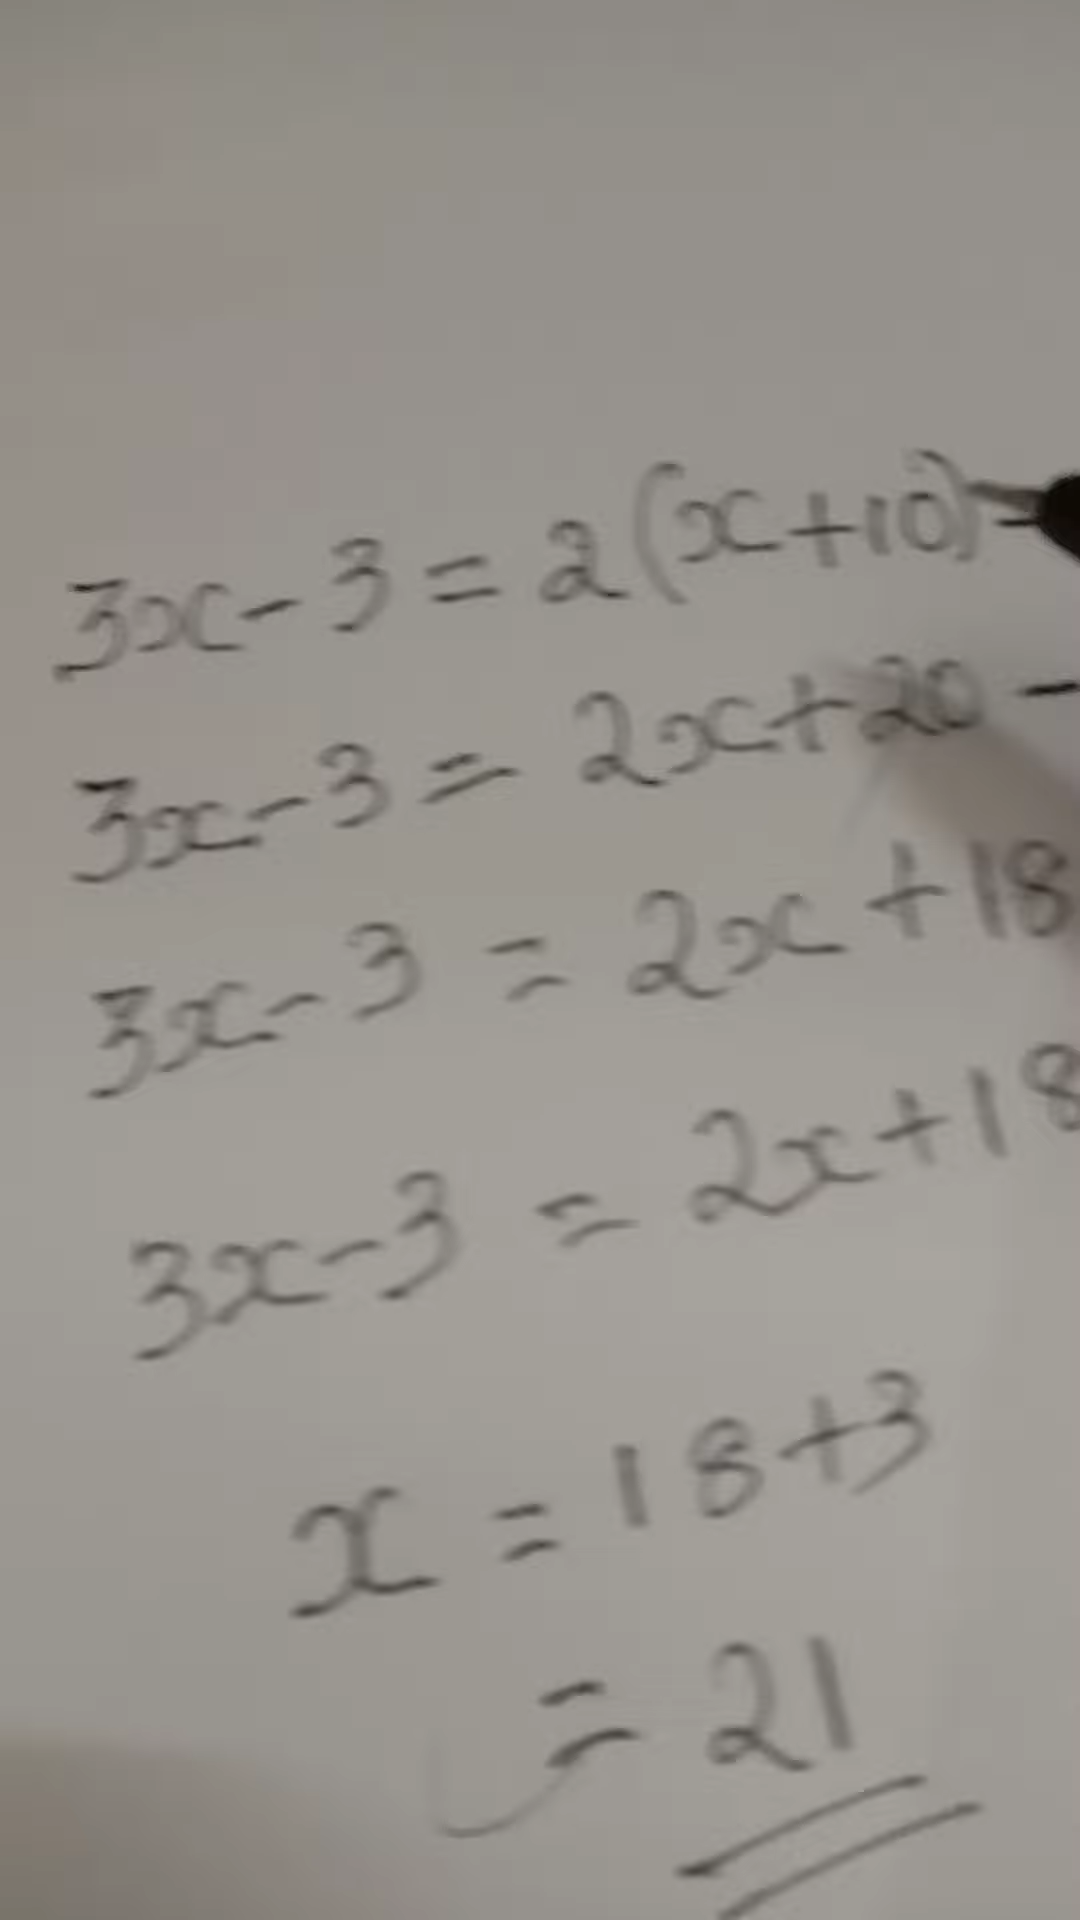 3x-3=2(x+10)-
3x-3=2x+20-
3x-3=2x+18
3x-3=2x+18
x=18+3
=21